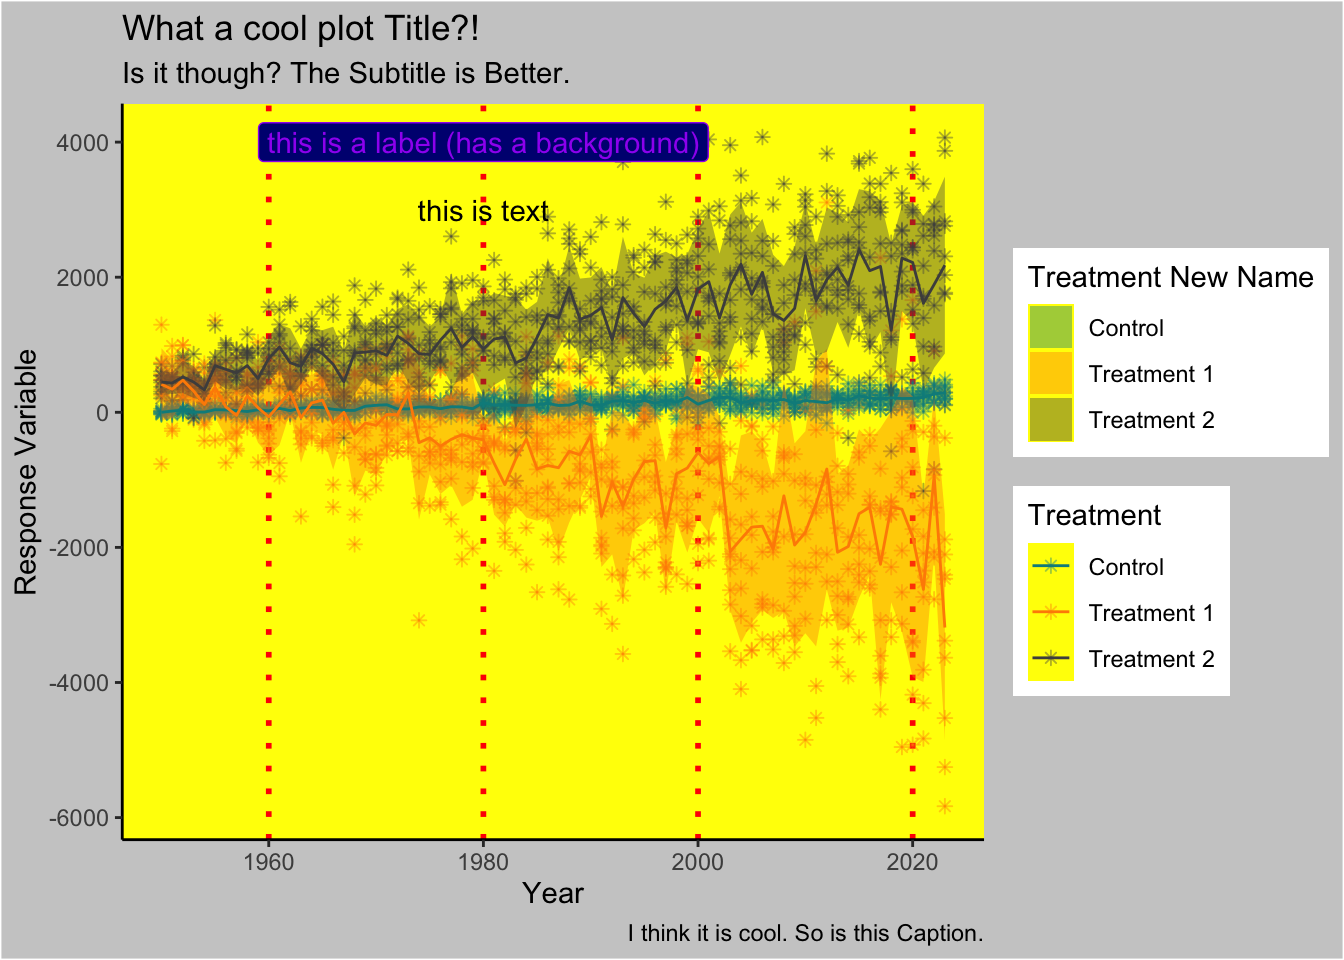 What a cool plot Title?!
Is it though? The Subtitle is Better.
this is a label (has a background)
this is text
Response Variable
4000
2000
0
-2000
-4000
-6000
1960
1980
2000
2020
Year
I think it is cool. So is this Caption.
Treatment New Name
Control
Treatment 1
Treatment 2
Treatment
Control
Treatment 1
Treatment 2